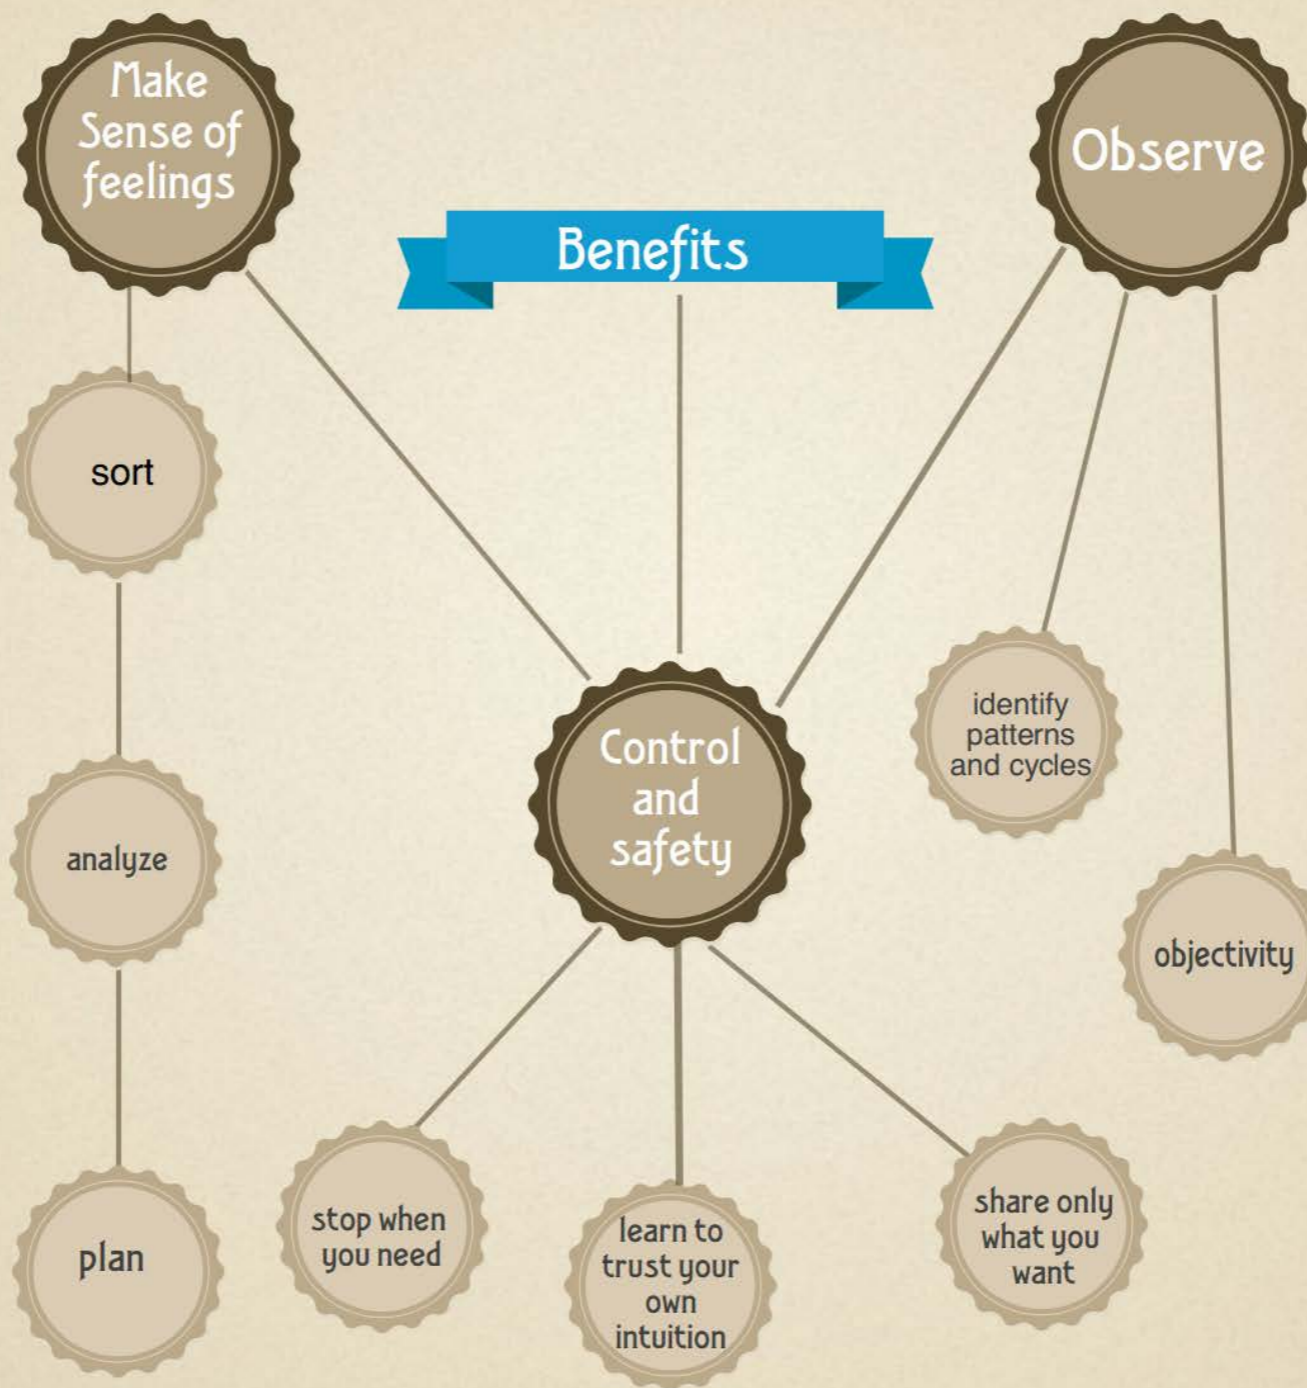 Make
Sense of
feelings
Observe
Benefits
sort
analyze
plan
Control
and
safety
identify
patterns
and cycles
objectivity
stop when
you need
learn to
trust your
own
intuition
share only
what you
want